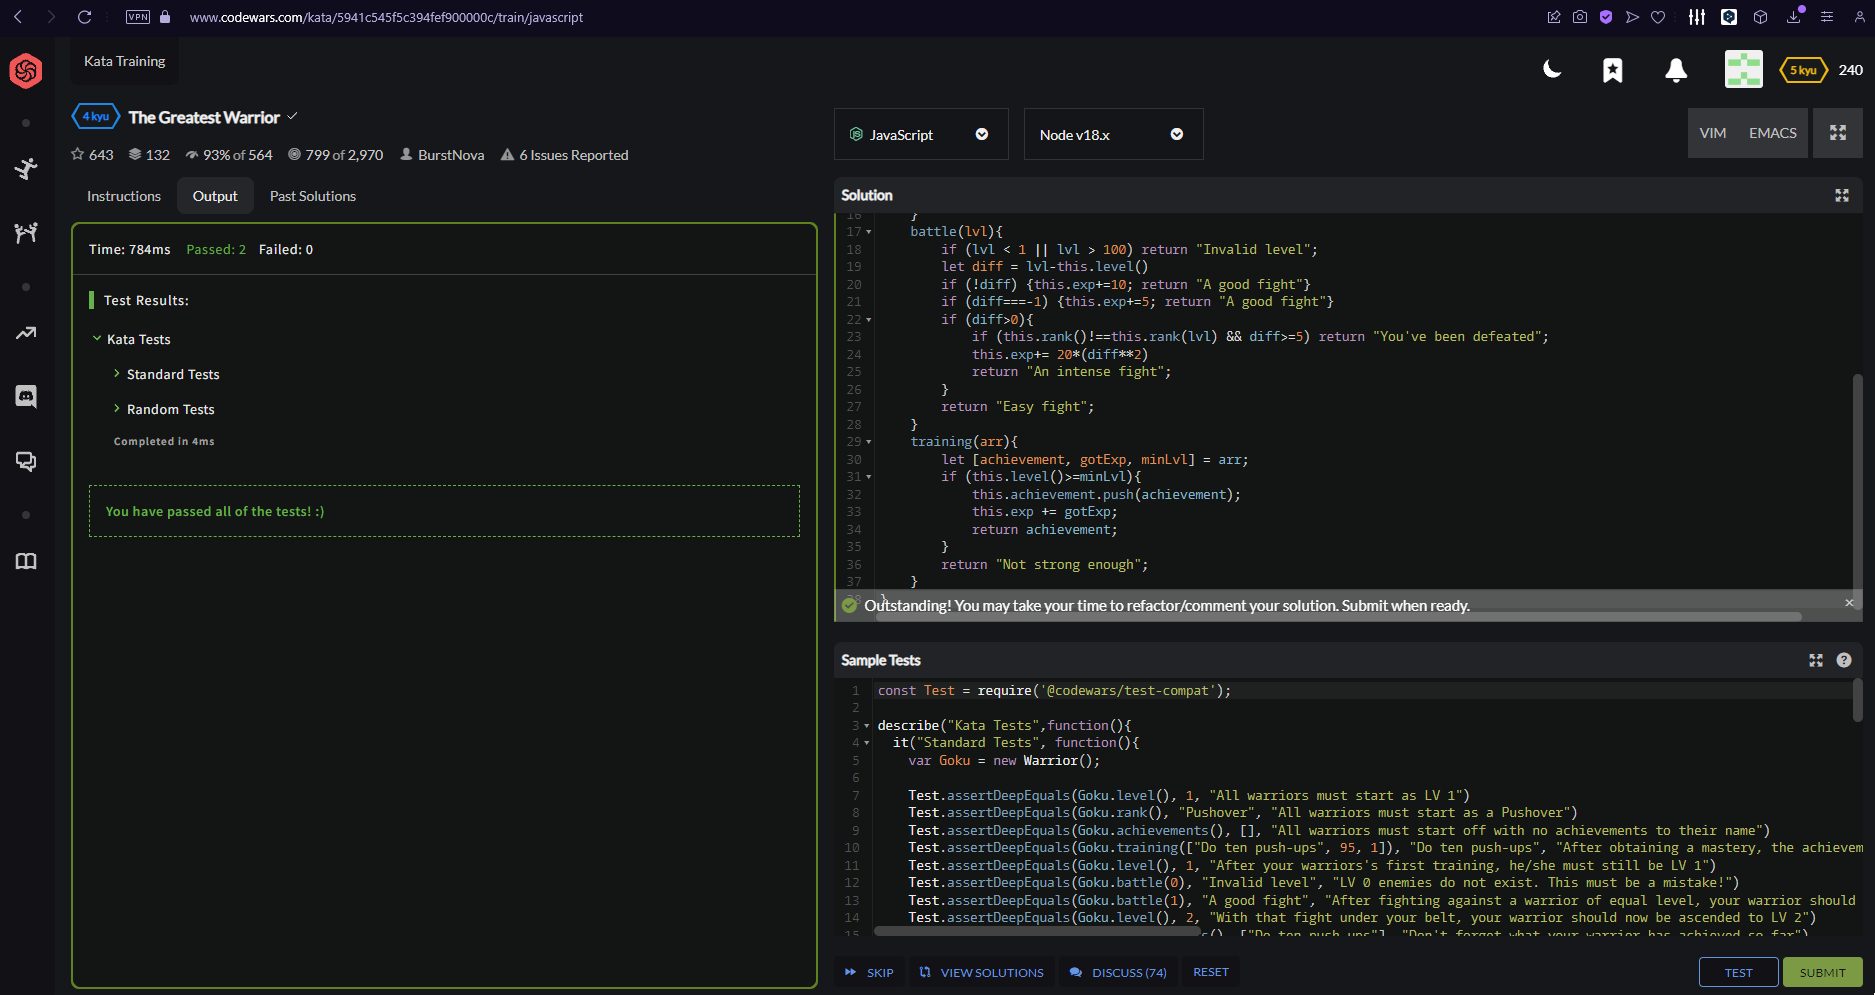 VPN
www.codewars.com/kata/5941c545f5c394fef900000c/train/javascript
Kata Training
5 kyu
240
4 kyu
The Greatest Warrior
643
132
93% of 564
799 of 2,970
BurstNova
6 Issues Reported
JavaScript
Node v18.x
VIM
EMACS
Instructions
Output
Past Solutions
Time: 784ms
Passed: 2
Failed: 0
Test Results:
Kata Tests
Standard Tests
Random Tests
Completed in 4ms
You have passed all of the tests! :)
Solution
16 }
17 battle(lvl){
18 if (lvl < 1 || lvl > 100) return "Invalid level";
19 let diff = lvl-this.level()
20 if (!diff) {this.exp+=10; return "A good fight"}
21 if (diff===-1) {this.exp+=5; return "A good fight"}
22 if (diff>0){
23 if (this.rank()!==this.rank(lvl) && diff>=5) return "You've been defeated";
24 this.exp+= 20*(diff**2)
25 return "An intense fight";
26 }
27 return "Easy fight";
28 }
29 training(arr){
30 let [achievement, gotExp, minLvl] = arr;
31 if (this.level()>=minLvl){
32 this.achievement.push(achievement);
33 this.exp += gotExp;
34 return achievement;
35 }
36 return "Not strong enough";
37 }
38 }
Outstanding! You may take your time to refactor/comment your solution. Submit when ready.
Sample Tests
1 const Test = require('@codewars/test-compat');
2
3 describe("Kata Tests",function(){
4 it("Standard Tests", function(){
5 var Goku = new Warrior();
6
7 Test.assertDeepEquals(Goku.level(), 1, "All warriors must start as LV 1")
8 Test.assertDeepEquals(Goku.rank(), "Pushover", "All warriors must start as a Pushover")
9 Test.assertDeepEquals(Goku.achievements(), [], "All warriors must start off with no achievements to their name")
10 Test.assertDeepEquals(Goku.training(["Do ten push-ups", 95, 1]), "Do ten push-ups", "After obtaining a mastery, the achievem
11 Test.assertDeepEquals(Goku.level(), 1, "After your warriors's first training, he/she must still be LV 1")
12 Test.assertDeepEquals(Goku.battle(0), "Invalid level", "LV 0 enemies do not exist. This must be a mistake!")
13 Test.assertDeepEquals(Goku.battle(1), "A good fight", "After fighting against a warrior of equal level, your warrior should
14 Test.assertDeepEquals(Goku.level(), 2, "With that fight under your belt, your warrior should now be ascended to LV 2")
15 s(), ["Do ten push-ups"], "Don't forget what your warrior has achieved so far")
SKIP
VIEW SOLUTIONS
DISCUSS (74)
RESET
TEST
SUBMIT